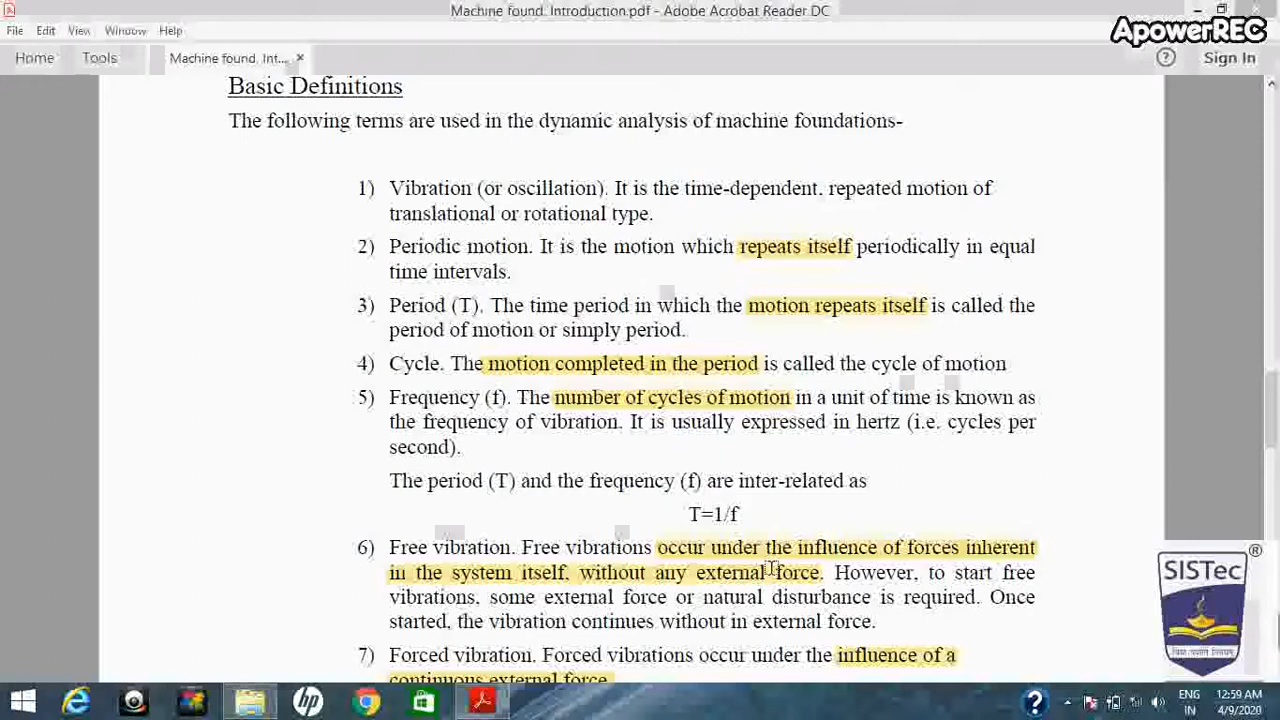 Machine found. Introduction.pdf - Adobe Acrobat Reader DC
ApowerREC
File Edit View Window Help
Home Tools Machine found. Int... × Sign In
Basic Definitions
The following terms are used in the dynamic analysis of machine foundations-
1) Vibration (or oscillation). It is the time-dependent, repeated motion of
translational or rotational type.
2) Periodic motion. It is the motion which repeats itself periodically in equal
time intervals.
3) Period (T). The time period in which the motion repeats itself is called the
period of motion or simply period.
4) Cycle. The motion completed in the period is called the cycle of motion
5) Frequency (f). The number of cycles of motion in a unit of time is known as
the frequency of vibration. It is usually expressed in hertz (i.e. cycles per
second).
The period (T) and the frequency (f) are inter-related as
T=1/f
6) Free vibration. Free vibrations occur under the influence of forces inherent
in the system itself, without any external force. However, to start free
vibrations, some external force or natural disturbance is required. Once
started, the vibration continues without in external force.
7) Forced vibration. Forced vibrations occur under the influence of a
continuous external force.
SISTec
®
ENG
IN
12:59 AM
4/9/2020